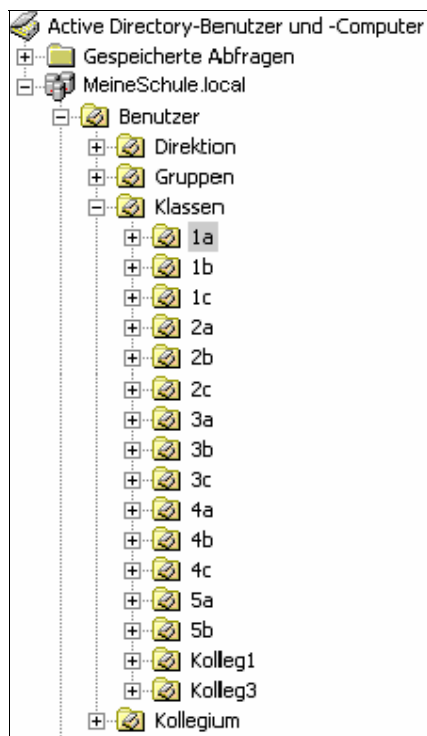 Active Directory-Benutzer und -Computer
Gespeicherte Abfragen
MeineSchule.local
Benutzer
Direktion
Gruppen
Klassen
1a
1b
1c
2a
2b
2c
3a
3b
3c
4a
4b
4c
5a
5b
Kolleg1
Kolleg3
Kollegium